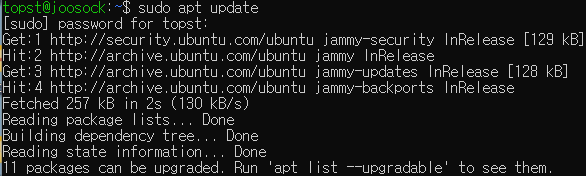 topst@joosock:~$ sudo apt update
[sudo] password for topst:
Get:1 http://security.ubuntu.com/ubuntu jammy-security InRelease [129 kB]
Hit:2 http://archive.ubuntu.com/ubuntu jammy InRelease
Get:3 http://archive.ubuntu.com/ubuntu jammy-updates InRelease [128 kB]
Hit:4 http://archive.ubuntu.com/ubuntu jammy-backports InRelease
Fetched 257 kB in 2s (130 kB/s)
Reading package lists... Done
Building dependency tree... Done
Reading state information... Done
11 packages can be upgraded. Run 'apt list --upgradable' to see them.